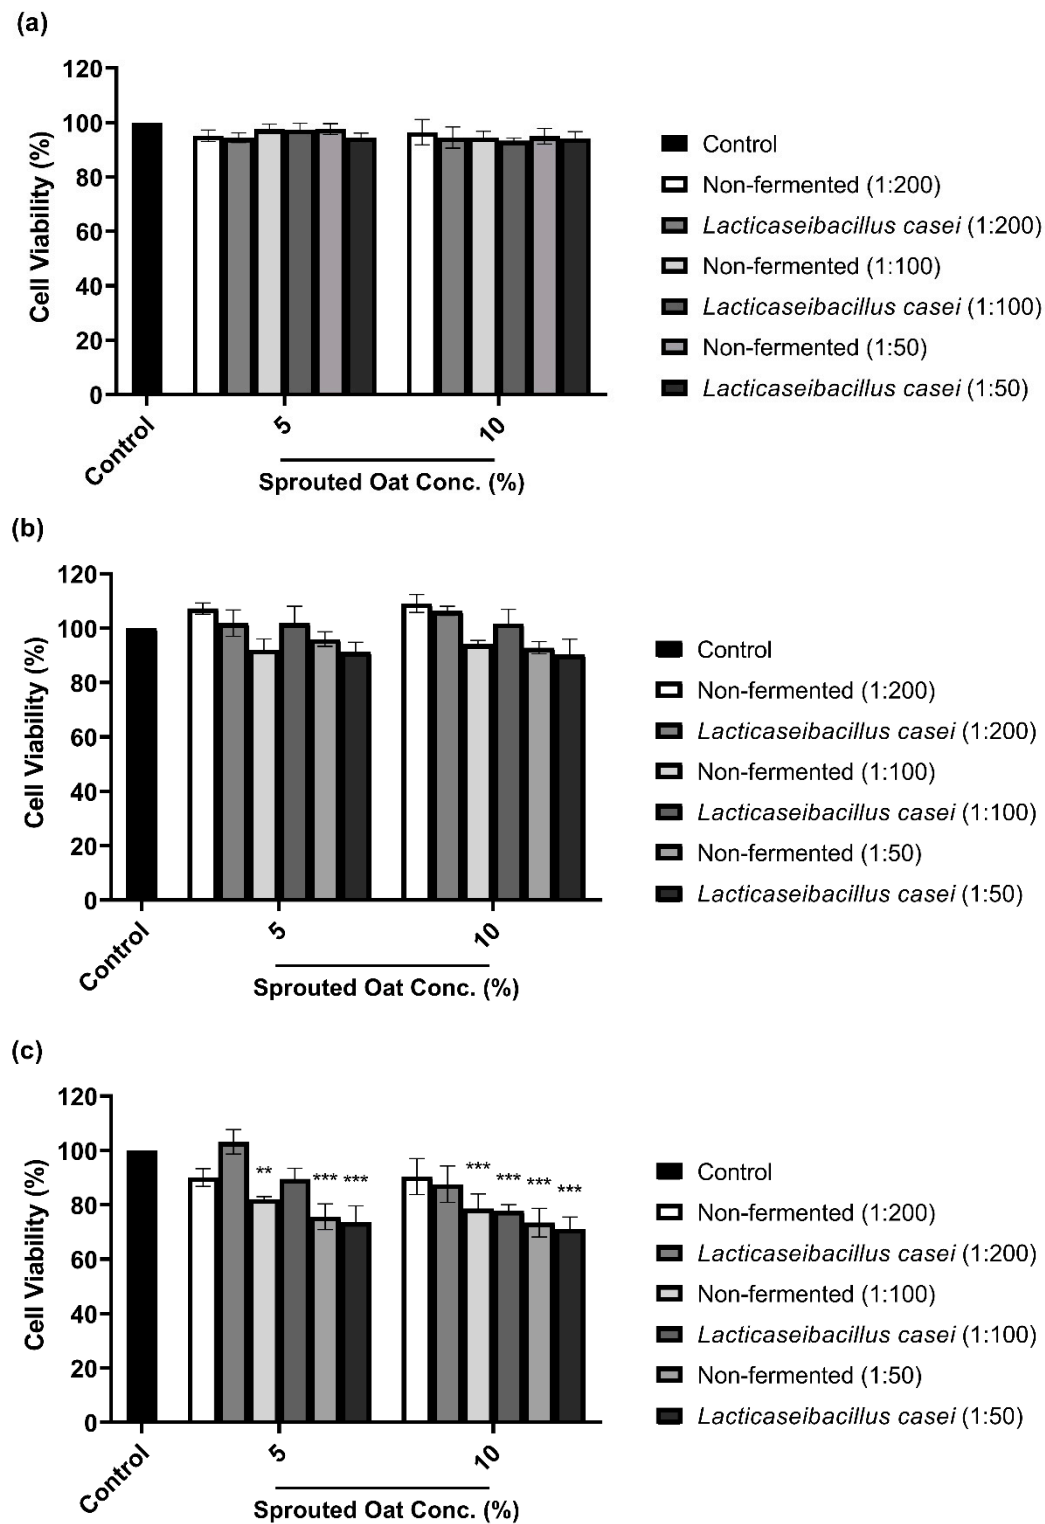 (a)
120
100
80
60
40
20
0
Cell Viability (%)
Control
5
10
Sprouted Oat Conc. (%)
Control
Non-fermented (1:200)
Lacticaseibacillus casei (1:200)
Non-fermented (1:100)
Lacticaseibacillus casei (1:100)
Non-fermented (1:50)
Lacticaseibacillus casei (1:50)
(b)
120
100
80
60
40
20
0
Cell Viability (%)
Control
5
10
Sprouted Oat Conc. (%)
Control
Non-fermented (1:200)
Lacticaseibacillus casei (1:200)
Non-fermented (1:100)
Lacticaseibacillus casei (1:100)
Non-fermented (1:50)
Lacticaseibacillus casei (1:50)
(c)
120
100
80
60
40
20
0
Cell Viability (%)
** *** *** *** *** *** ***
Control
5
10
Sprouted Oat Conc. (%)
Control
Non-fermented (1:200)
Lacticaseibacillus casei (1:200)
Non-fermented (1:100)
Lacticaseibacillus casei (1:100)
Non-fermented (1:50)
Lacticaseibacillus casei (1:50)